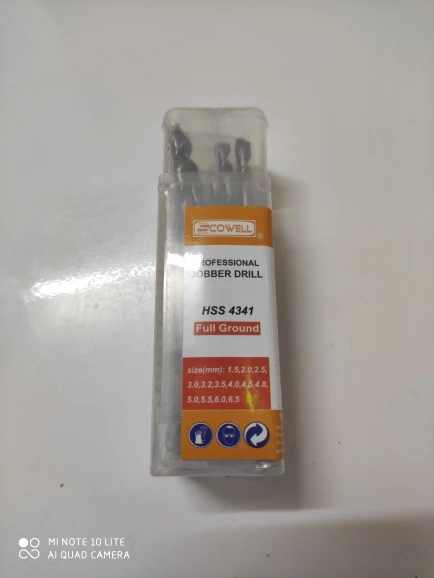 ECOWELL®
PROFESSIONAL
JOBBER DRILL
HSS 4341
Full Ground
size(mm): 1.5,2.0,2.5,
3.0,3.2,3.5,4.0,4.5,4.8,
5.0,5.5,6.0,6.5
MI NOTE 10 LITE
AI QUAD CAMERA